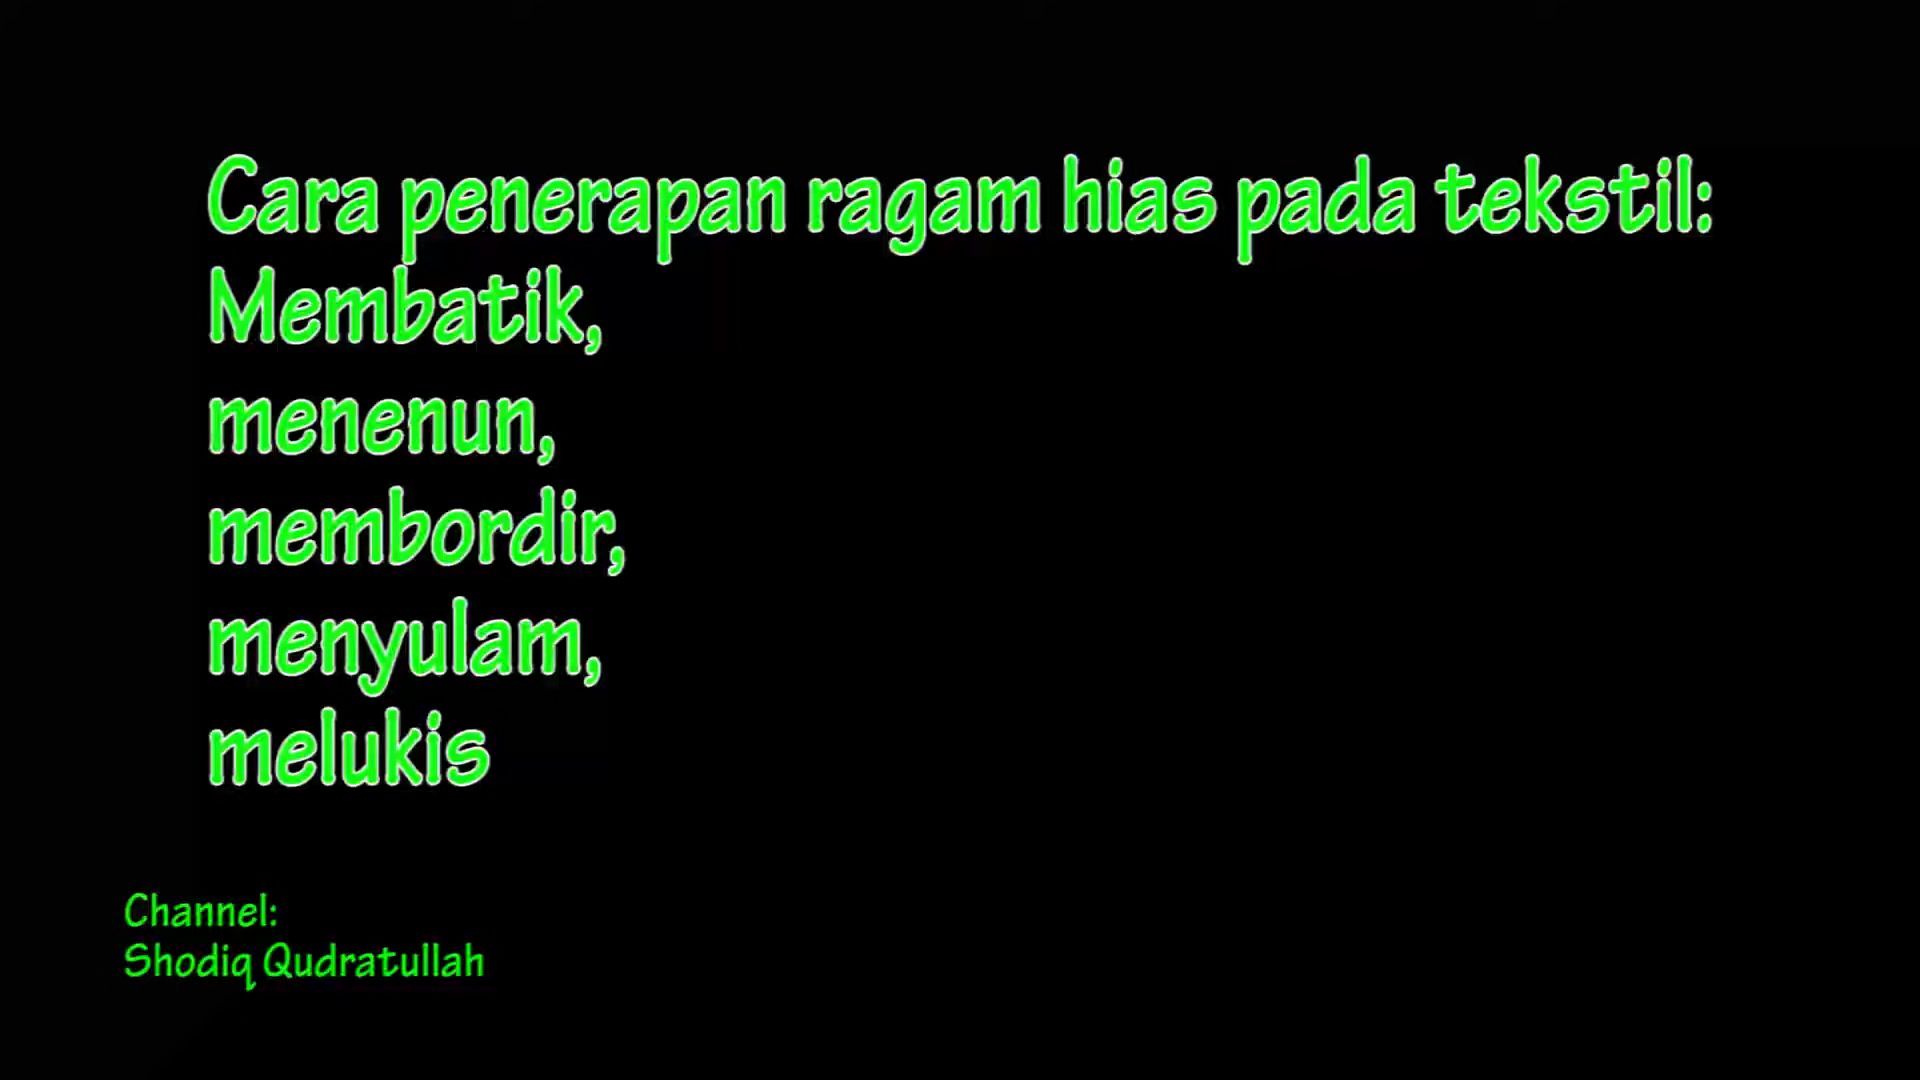 Cara penerapan ragam hias pada tekstil:
Membatik,
menenun,
membordir,
menyulam,
melukis
Channel:
Shodiq Qudratullah